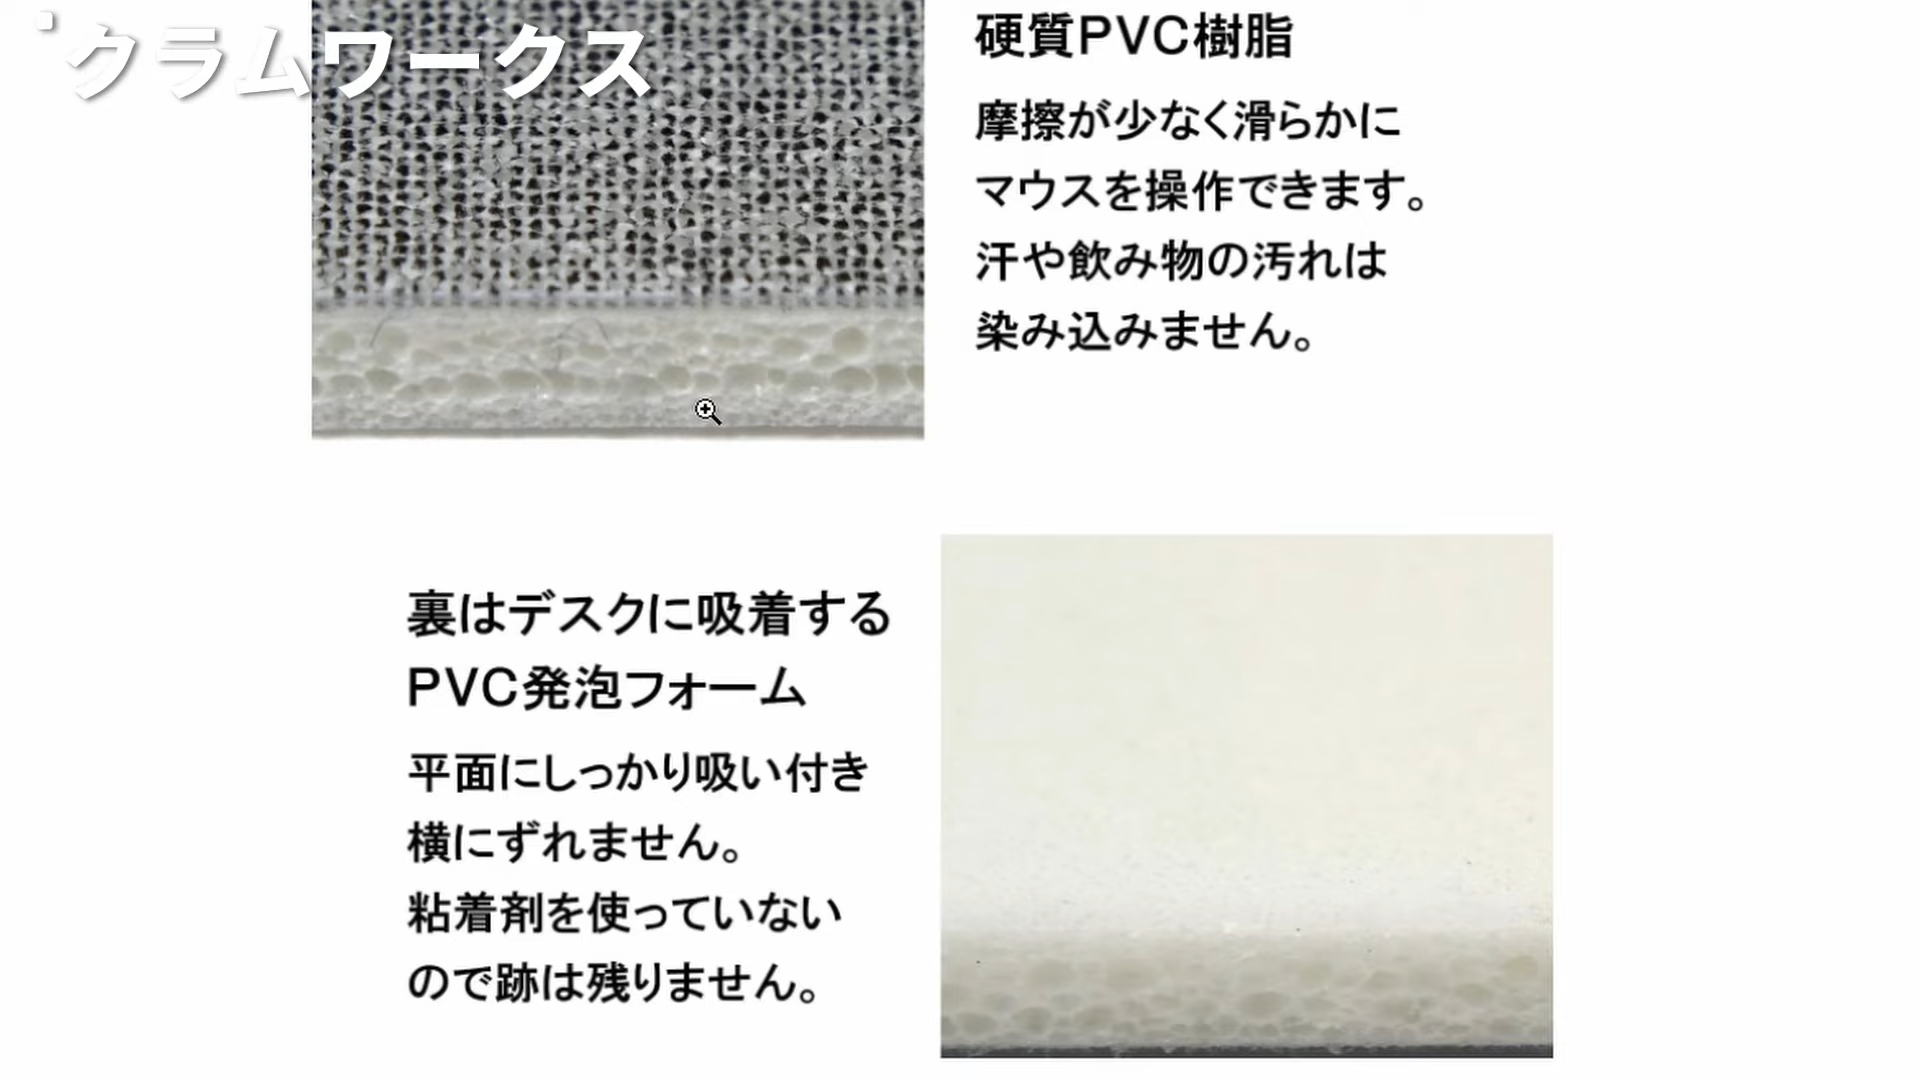 クラムワークス
硬質PVC樹脂
摩擦が少なく滑らかに
マウスを操作できます。
汗や飲み物の汚れは
染み込みません。
裏はデスクに吸着する
PVC発泡フォーム
平面にしっかり吸い付き
横にずれません。
粘着剤を使っていない
ので跡は残りません。